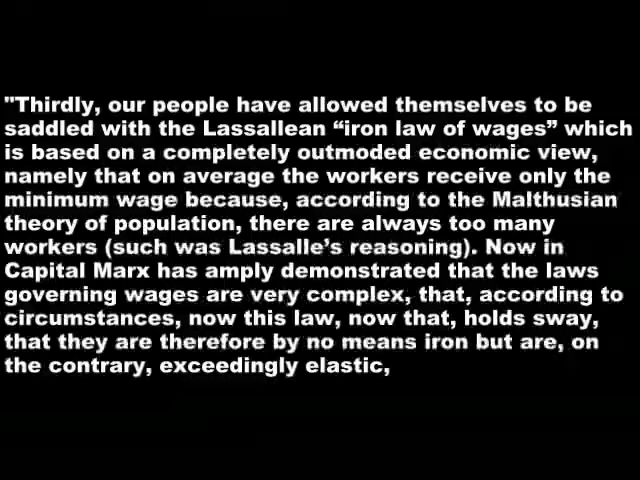 "Thirdly, our people have allowed themselves to be
saddled with the Lassallean “iron law of wages” which
is based on a completely outmoded economic view,
namely that on average the workers receive only the
minimum wage because, according to the Malthusian
theory of population, there are always too many
workers (such was Lassalle’s reasoning). Now in
Capital Marx has amply demonstrated that the laws
governing wages are very complex, that, according to
circumstances, now this law, now that, holds sway,
that they are therefore by no means iron but are, on
the contrary, exceedingly elastic,